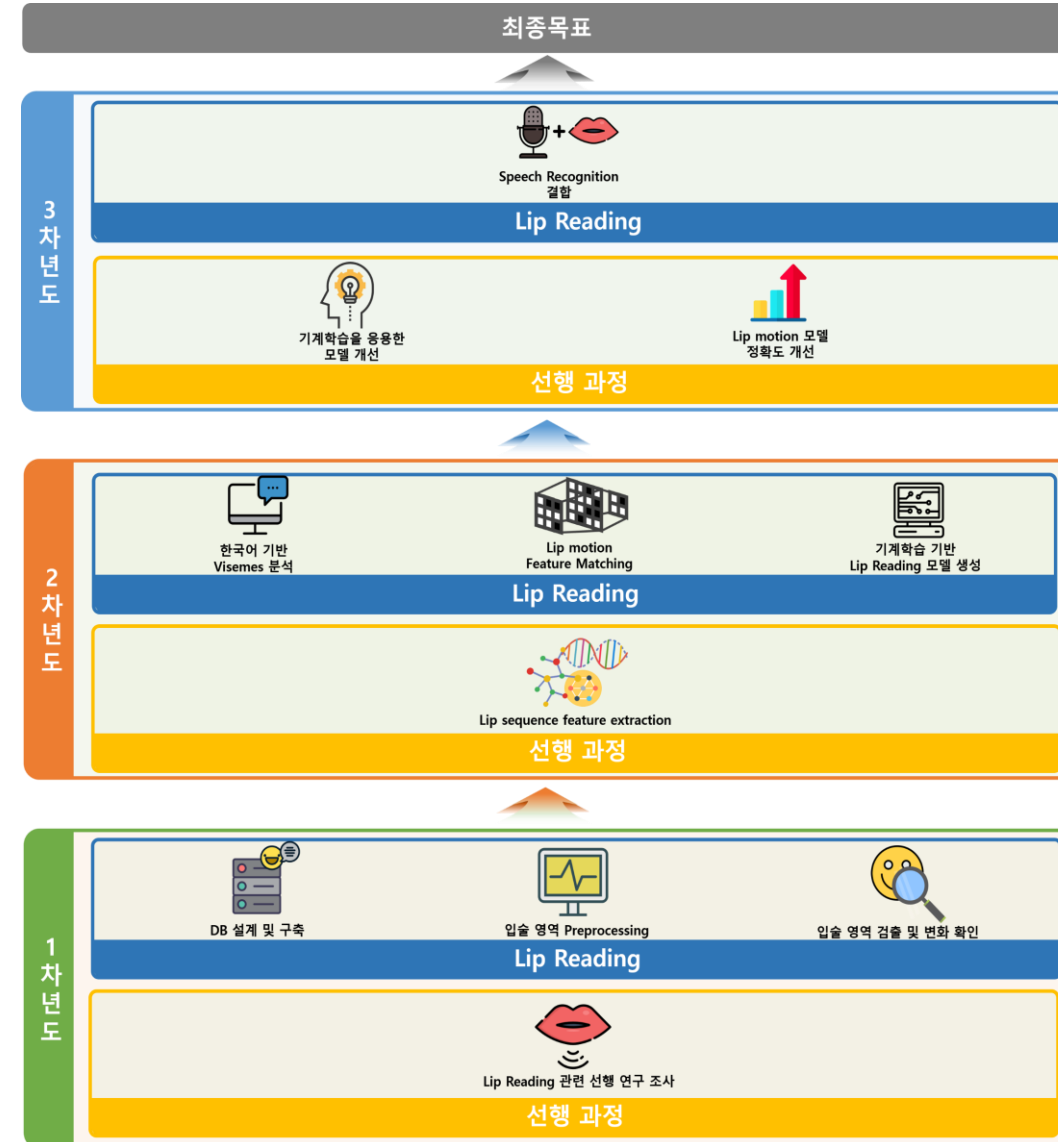 최종목표
3차년도
Speech Recognition
결합
Lip Reading
기계학습을 응용한
모델 개선
Lip motion 모델
정확도 개선
선행 과정
2차년도
한국어 기반
Visemes 분석
Lip motion
Feature Matching
기계학습 기반
Lip Reading 모델 생성
Lip Reading
Lip sequence feature extraction
선행 과정
1차년도
DB 설계 및 구축
입술 영역 Preprocessing
입술 영역 검출 및 변화 확인
Lip Reading
Lip Reading 관련 선행 연구 조사
선행 과정